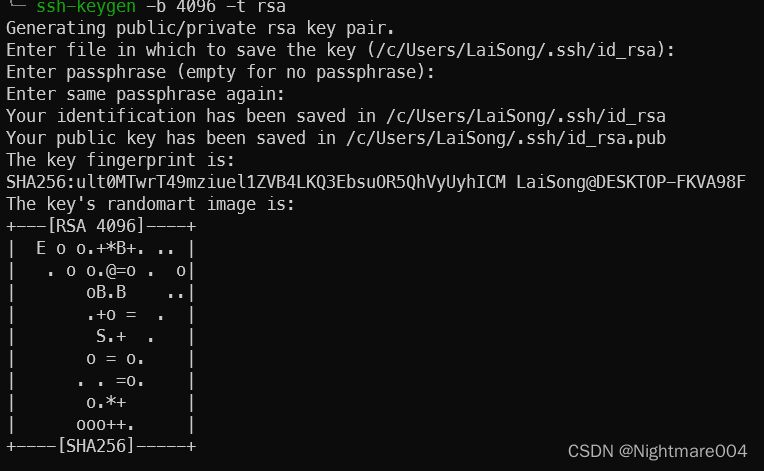 ╰─ ssh-keygen -b 4096 -t rsa
Generating public/private rsa key pair.
Enter file in which to save the key (/c/Users/LaiSong/.ssh/id_rsa):
Enter passphrase (empty for no passphrase):
Enter same passphrase again:
Your identification has been saved in /c/Users/LaiSong/.ssh/id_rsa
Your public key has been saved in /c/Users/LaiSong/.ssh/id_rsa.pub
The key fingerprint is:
SHA256:ult0MTwrT49mziuel1ZVB4LKQ3EbsuOR5QhVyUyhICM LaiSong@DESKTOP-FKVA98F
The key's randomart image is:
+---[RSA 4096]----+
|  E o o.+*B+. .. |
|   . o o.@=o .  o|
|       oB.B    ..|
|       .+o =  .  |
|        S.+  .   |
|       o = o.    |
|      . . =o.    |
|       o.*+      |
|      ooo++.     |
+----[SHA256]-----+
CSDN @Nightmare004